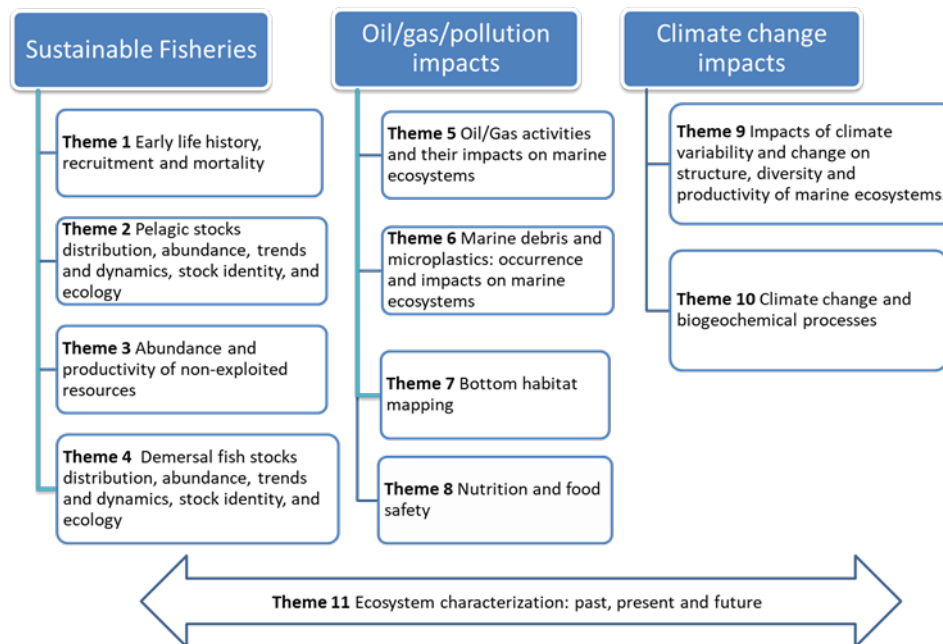 Sustainable Fisheries
Theme 1 Early life history,
recruitment and mortality
Theme 2 Pelagic stocks
distribution, abundance, trends
and dynamics, stock identity, and
ecology
Theme 3 Abundance and
productivity of non-exploited
resources
Theme 4 Demersal fish stocks
distribution, abundance, trends
and dynamics, stock identity, and
ecology
Oil/gas/pollution
impacts
Theme 5 Oil/Gas activities
and their impacts on marine
ecosystems
Theme 6 Marine debris and
microplastics: occurrence
and impacts on marine
ecosystems
Theme 7 Bottom habitat
mapping
Theme 8 Nutrition and food
safety
Climate change
impacts
Theme 9 Impacts of climate
variability and change on
structure, diversity and
productivity of marine ecosystems
Theme 10 Climate change and
biogeochemical processes
Theme 11 Ecosystem characterization: past, present and future